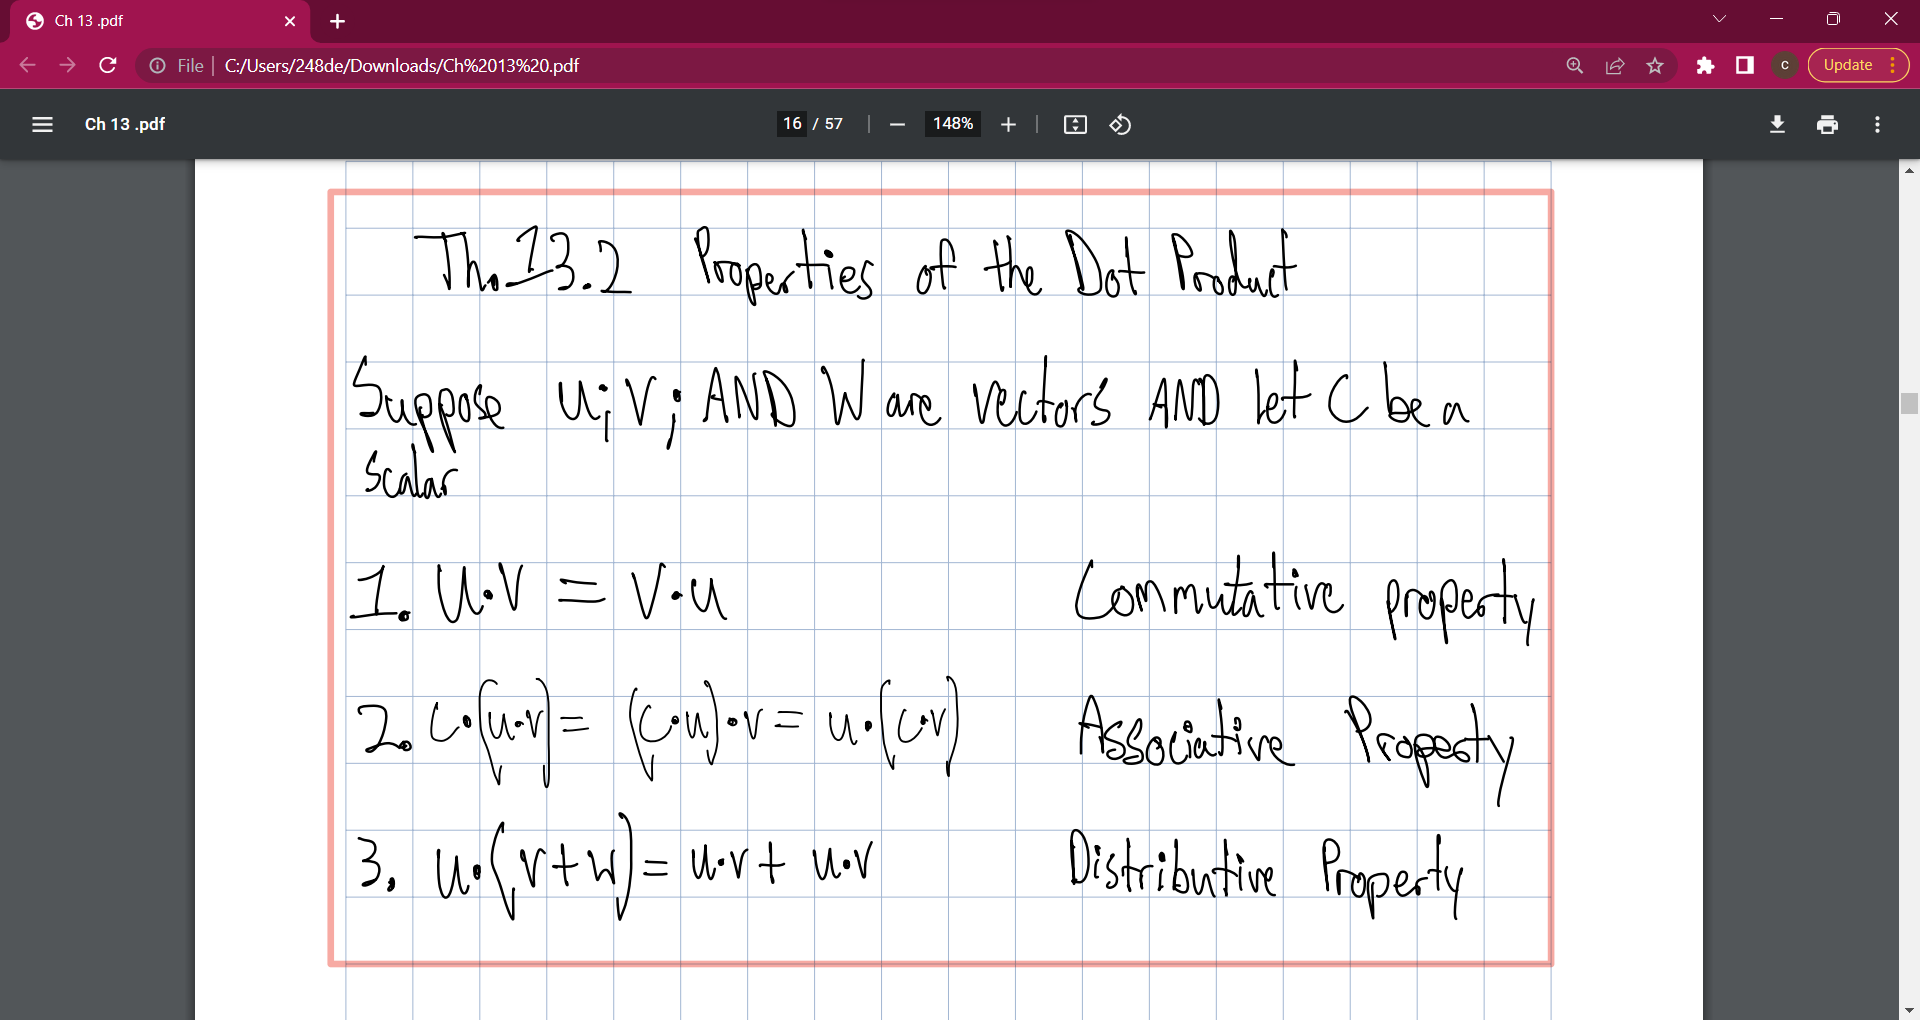 Ch 13 .pdf
File | C:/Users/248de/Downloads/Ch%2013%20.pdf
C
Update
Ch 13 .pdf
16 / 57
148%
Th.13.2 Properties of the Dot Product
Suppose u; v; AND W are vectors AND let C be a
scalar
1. u·v = v·u Commutative property
2. c·(u·v) = (c·u)·v = u·(c·v) Associative Property
3. u·(v+w) = u·v + u·v Distributive Property